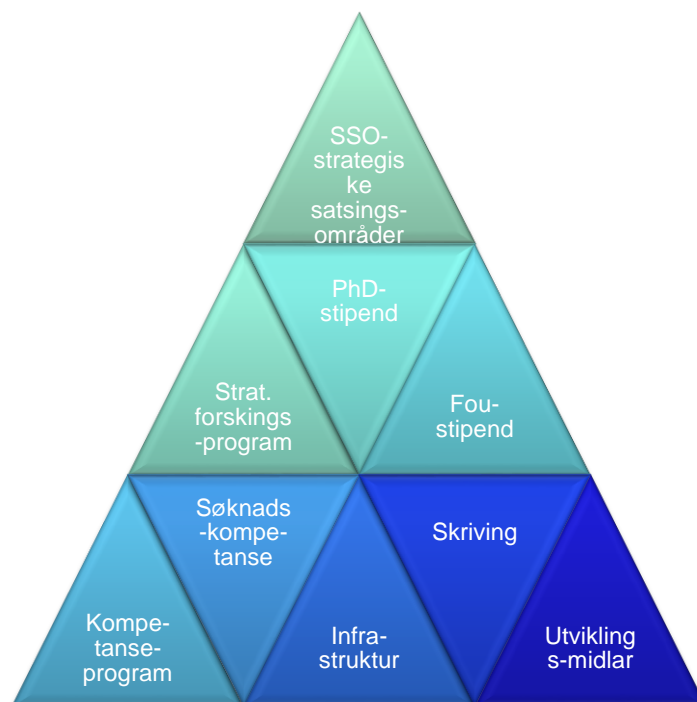 SSO-
strategis
ke
satsings-
områder
PhD-
stipend
Strat.
forskings
-program
Fou-
stipend
Søknads
-kompe-
tanse
Skriving
Kompe-
tanse-
program
Infra-
struktur
Utvikling
s-midlar